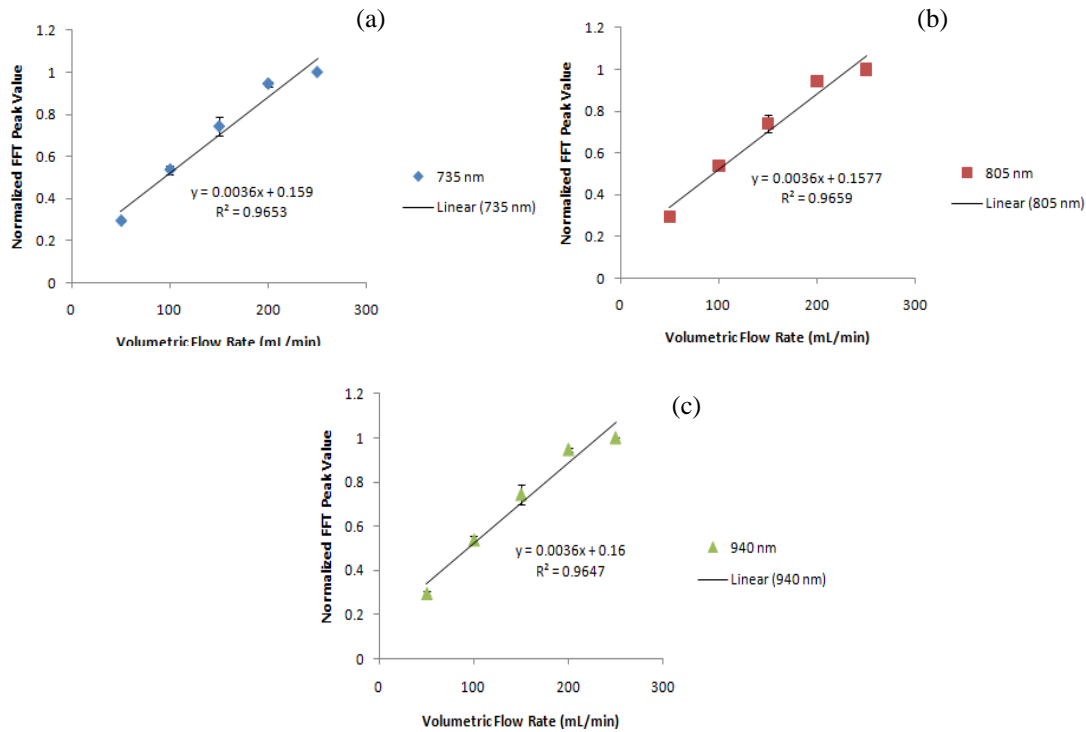 (a)
Normalized FFT Peak Value
1.2
1
0.8
0.6
0.4
0.2
0
0
100
200
300
Volumetric Flow Rate (mL/min)
y = 0.0036x + 0.159
R² = 0.9653
735 nm
Linear (735 nm)
(b)
Normalized FFT Peak Value
1.2
1
0.8
0.6
0.4
0.2
0
0
100
200
300
Volumetric Flow Rate (mL/min)
y = 0.0036x + 0.1577
R² = 0.9659
805 nm
Linear (805 nm)
(c)
Normalized FFT Peak Value
1.2
1
0.8
0.6
0.4
0.2
0
0
100
200
300
Volumetric Flow Rate (mL/min)
y = 0.0036x + 0.16
R² = 0.9647
940 nm
Linear (940 nm)